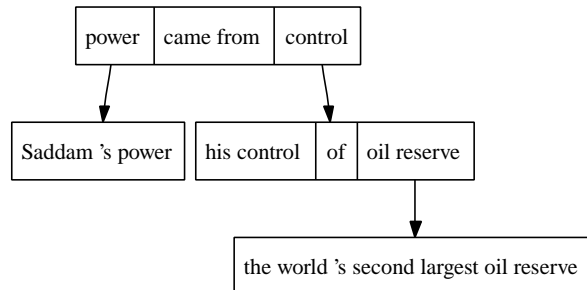 power came from control
Saddam 's power his control of oil reserve
the world 's second largest oil reserve